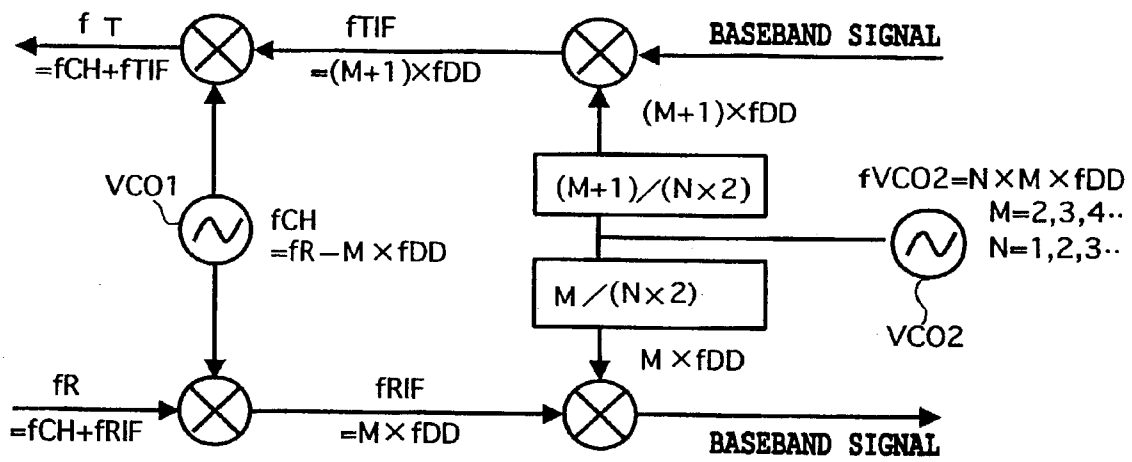 f T
=fCH+fTIF
fTIF
=(M+1)×fDD
BASEBAND SIGNAL
(M+1)×fDD
VCO1
fCH
=fR−M×fDD
(M+1)/(N×2)
fVCO2=N×M×fDD
M=2,3,4··
N=1,2,3··
M/(N×2)
VCO2
M×fDD
fR
=fCH+fRIF
fRIF
=M×fDD
BASEBAND SIGNAL